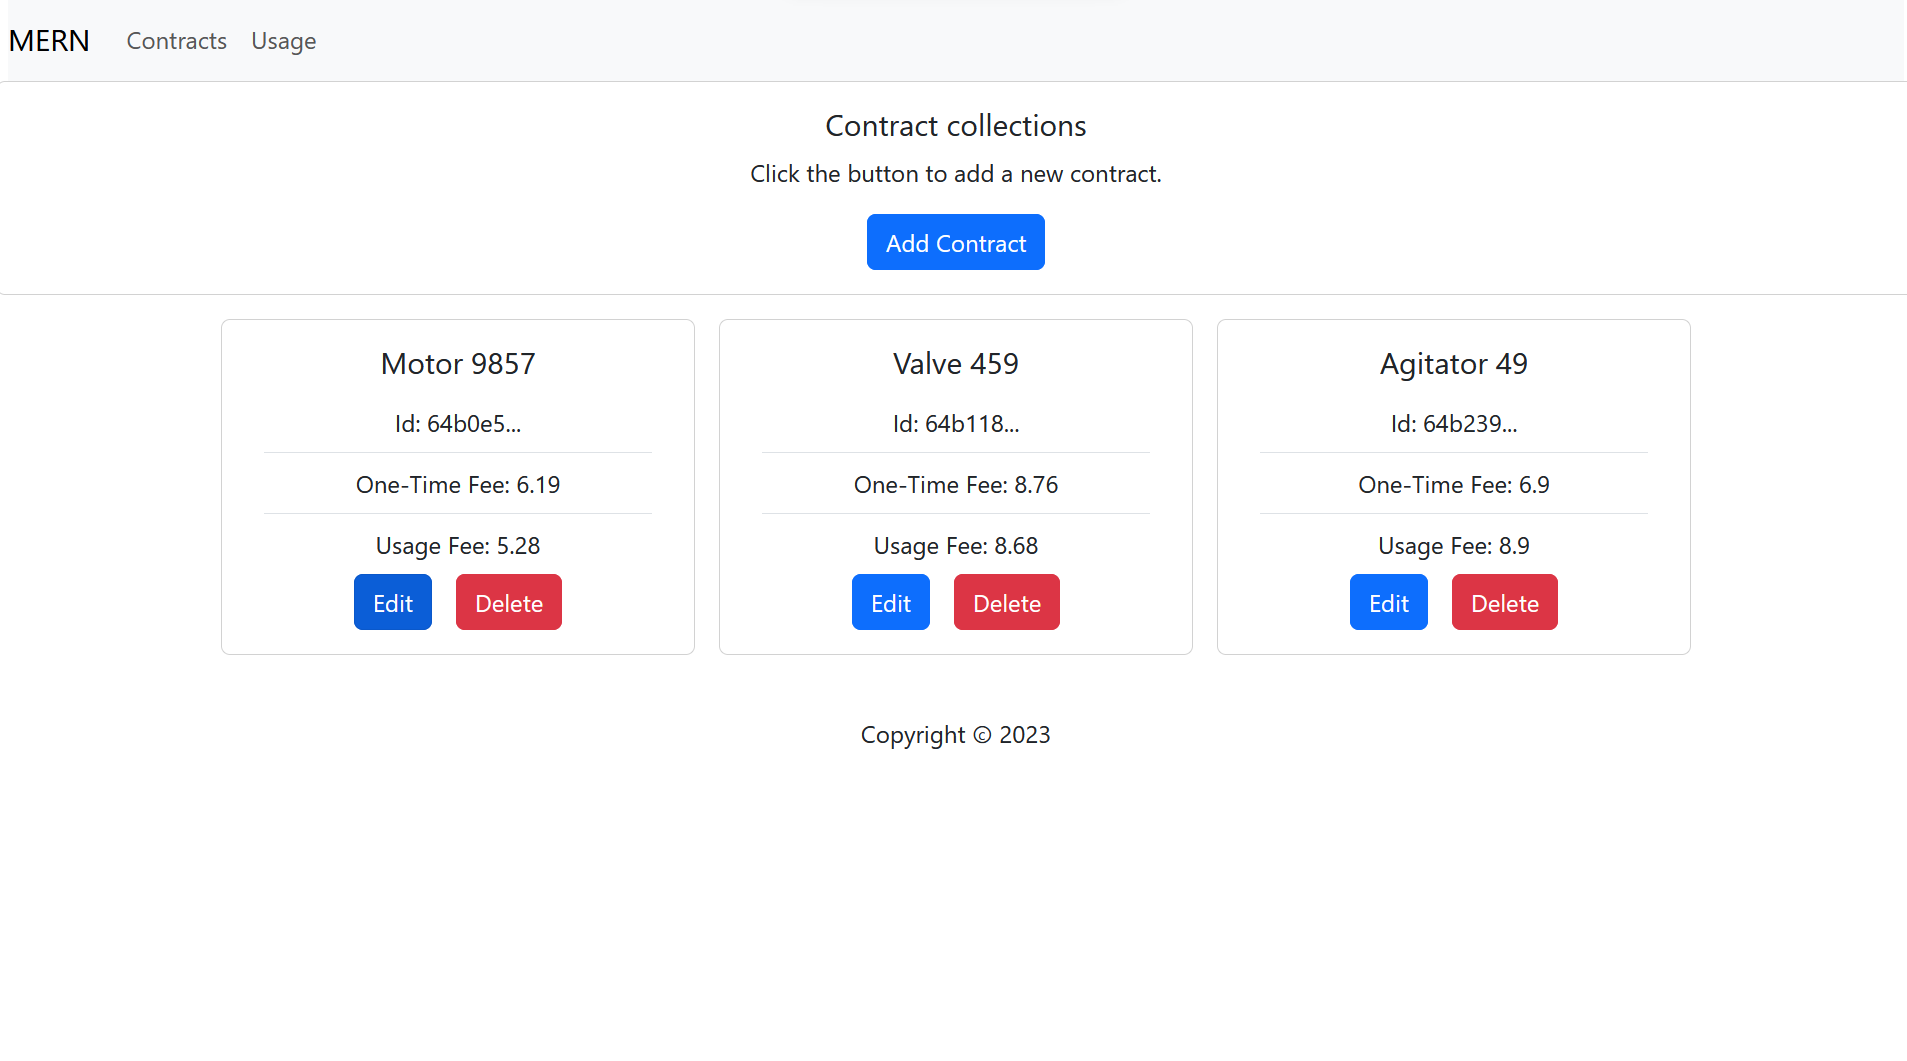 MERN Contracts Usage
Contract collections
Click the button to add a new contract.
Add Contract
Motor 9857
Id: 64b0e5...
One-Time Fee: 6.19
Usage Fee: 5.28
Edit Delete
Valve 459
Id: 64b118...
One-Time Fee: 8.76
Usage Fee: 8.68
Edit Delete
Agitator 49
Id: 64b239...
One-Time Fee: 6.9
Usage Fee: 8.9
Edit Delete
Copyright © 2023